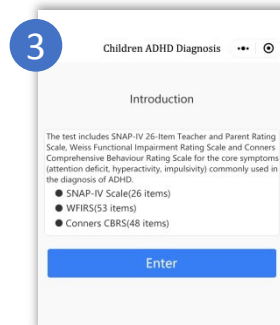 3
Children ADHD Diagnosis
Introduction
The test includes SNAP-IV 26-Item Teacher and Parent Rating
Scale, Weiss Functional Impairment Rating Scale and Conners
Comprehensive Behaviour Rating Scale for the core symptoms
(attention deficit, hyperactivity, impulsivity) commonly used in
the diagnosis of ADHD.
● SNAP-IV Scale(26 items)
● WFIRS(53 items)
● Conners CBRS(48 items)
Enter